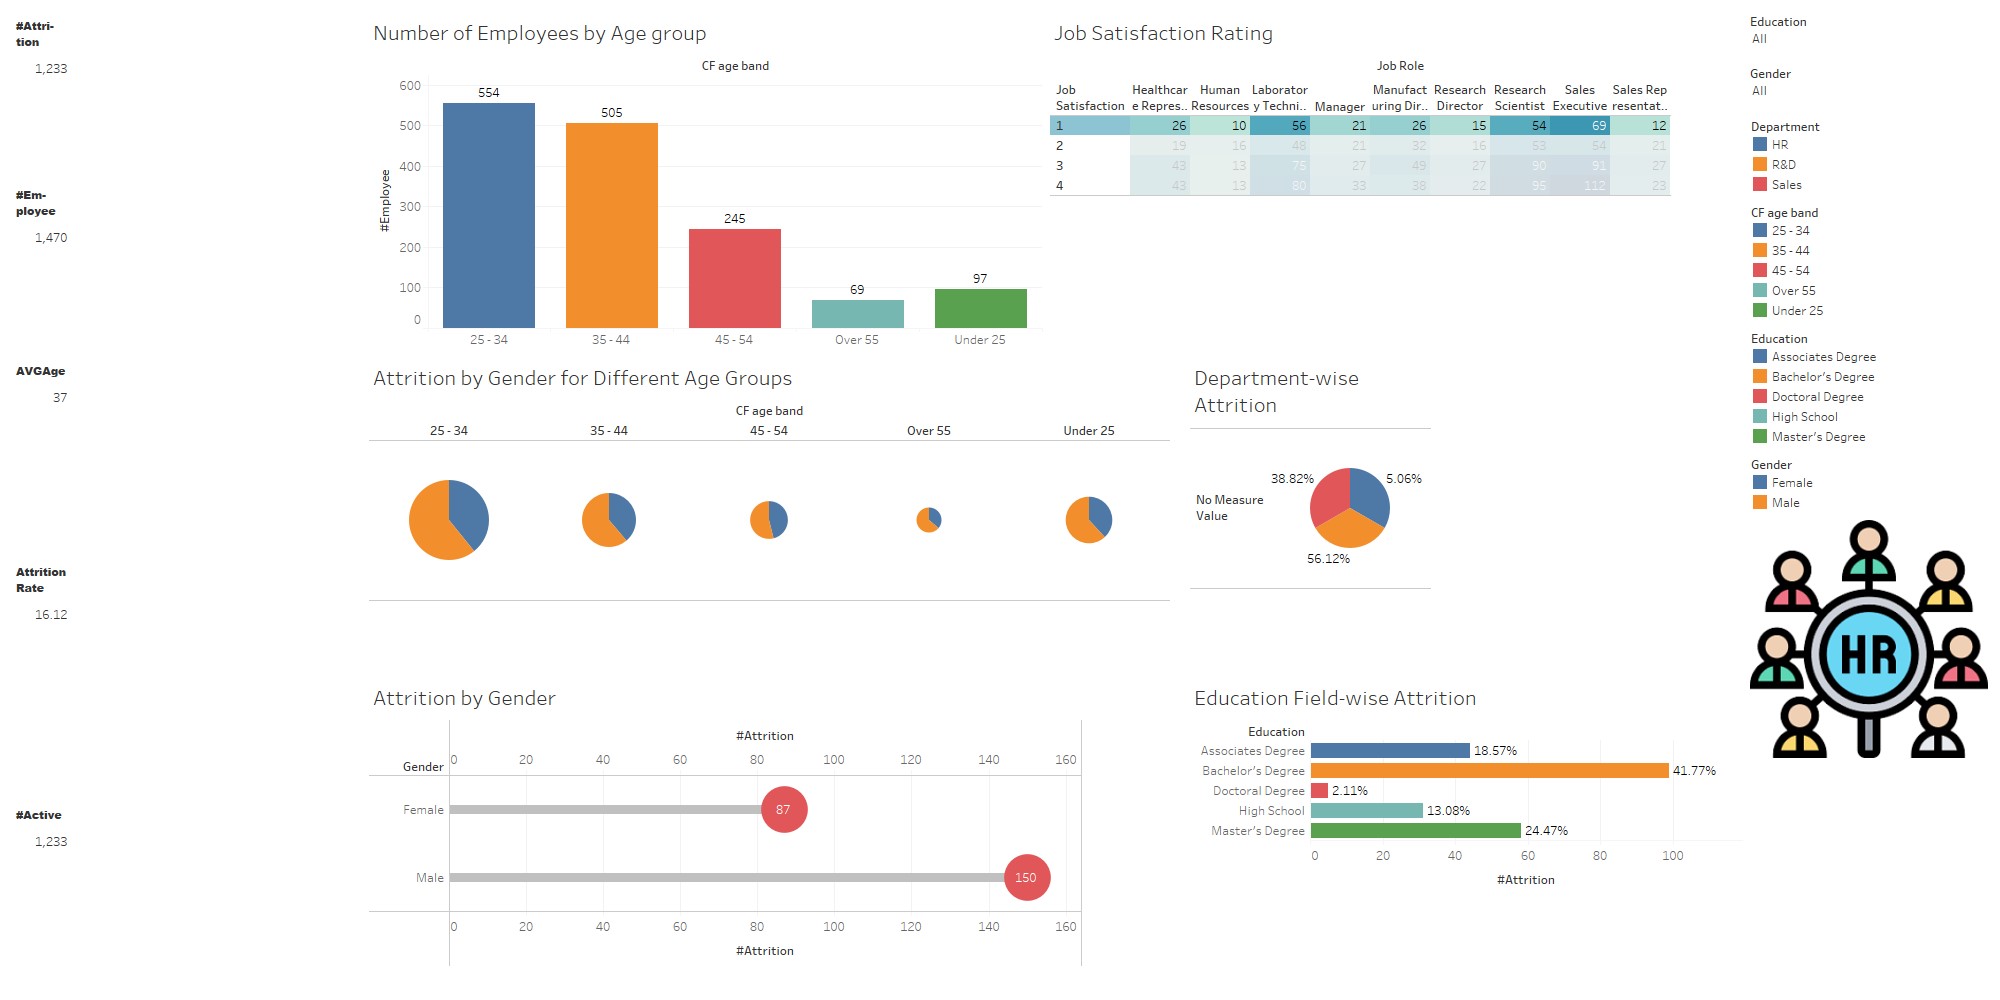 #Attri-
tion
1,233
#Em-
ployee
1,470
AVGAge
37
Attrition
Rate
16.12
#Active
1,233
Number of Employees by Age group
CF age band
#Employee
600
500
400
300
200
100
0
554
505
245
69
97
25 - 34
35 - 44
45 - 54
Over 55
Under 25
Job Satisfaction Rating
Job Role
Job
Satisfaction
Healthcar
e Repres..
Human
Resources
Laborator
y Techni..
Manager
Manufact
uring Dir..
Research
Director
Research
Scientist
Sales
Executive
Sales Rep
resentat..
1 26 10 56 21 26 15 54 69 12
2 19 16 48 21 32 16 53 54 21
3 43 13 75 27 49 27 90 91 27
4 43 13 80 33 38 22 95 112 23
Attrition by Gender for Different Age Groups
CF age band
25 - 34
35 - 44
45 - 54
Over 55
Under 25
Department-wise
Attrition
No Measure
Value
38.82%
5.06%
56.12%
Attrition by Gender
#Attrition
Gender
0 20 40 60 80 100 120 140 160
Female
87
Male
150
0 20 40 60 80 100 120 140 160
#Attrition
Education Field-wise Attrition
Education
Associates Degree 18.57%
Bachelor's Degree 41.77%
Doctoral Degree 2.11%
High School 13.08%
Master's Degree 24.47%
0 20 40 60 80 100
#Attrition
Education
All
Gender
All
Department
HR
R&D
Sales
CF age band
25 - 34
35 - 44
45 - 54
Over 55
Under 25
Education
Associates Degree
Bachelor's Degree
Doctoral Degree
High School
Master's Degree
Gender
Female
Male
HR